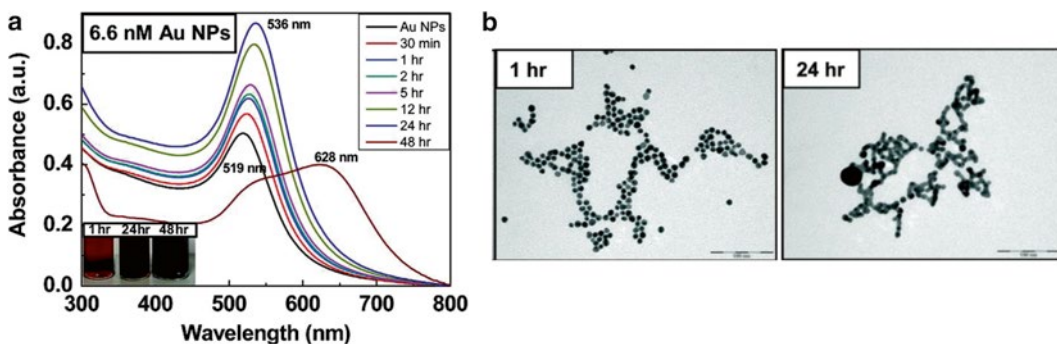 a
6.6 nM Au NPs
536 nm
Au NPs
30 min
1 hr
2 hr
5 hr
12 hr
24 hr
48 hr
519 nm
628 nm
1 hr 24hr 48 hr
0.8
0.6
0.4
0.2
0.0
Absorbance (a.u.)
300 400 500 600 700 800
Wavelength (nm)
b
1 hr
24 hr